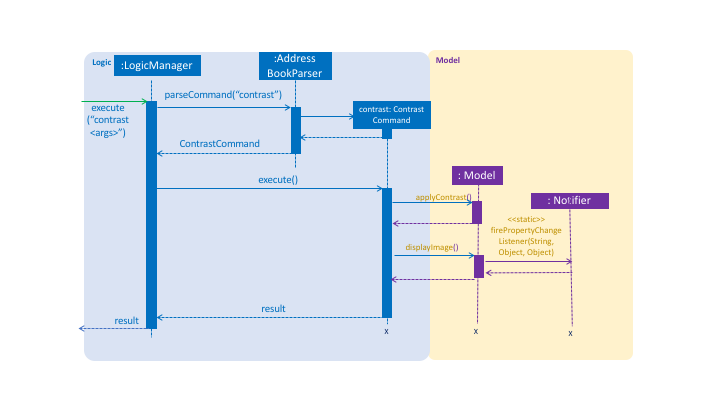 Logic
:LogicManager
:Address
BookParser
Model
parseCommand(“contrast”)
execute
(“contrast
<args>”)
contrast: Contrast
Command
ContrastCommand
execute()
: Model
applyContrast()
: Notifier
<<static>>
firePropertyChange
Listener(String,
Object, Object)
displayImage()
result
result
x
x
x